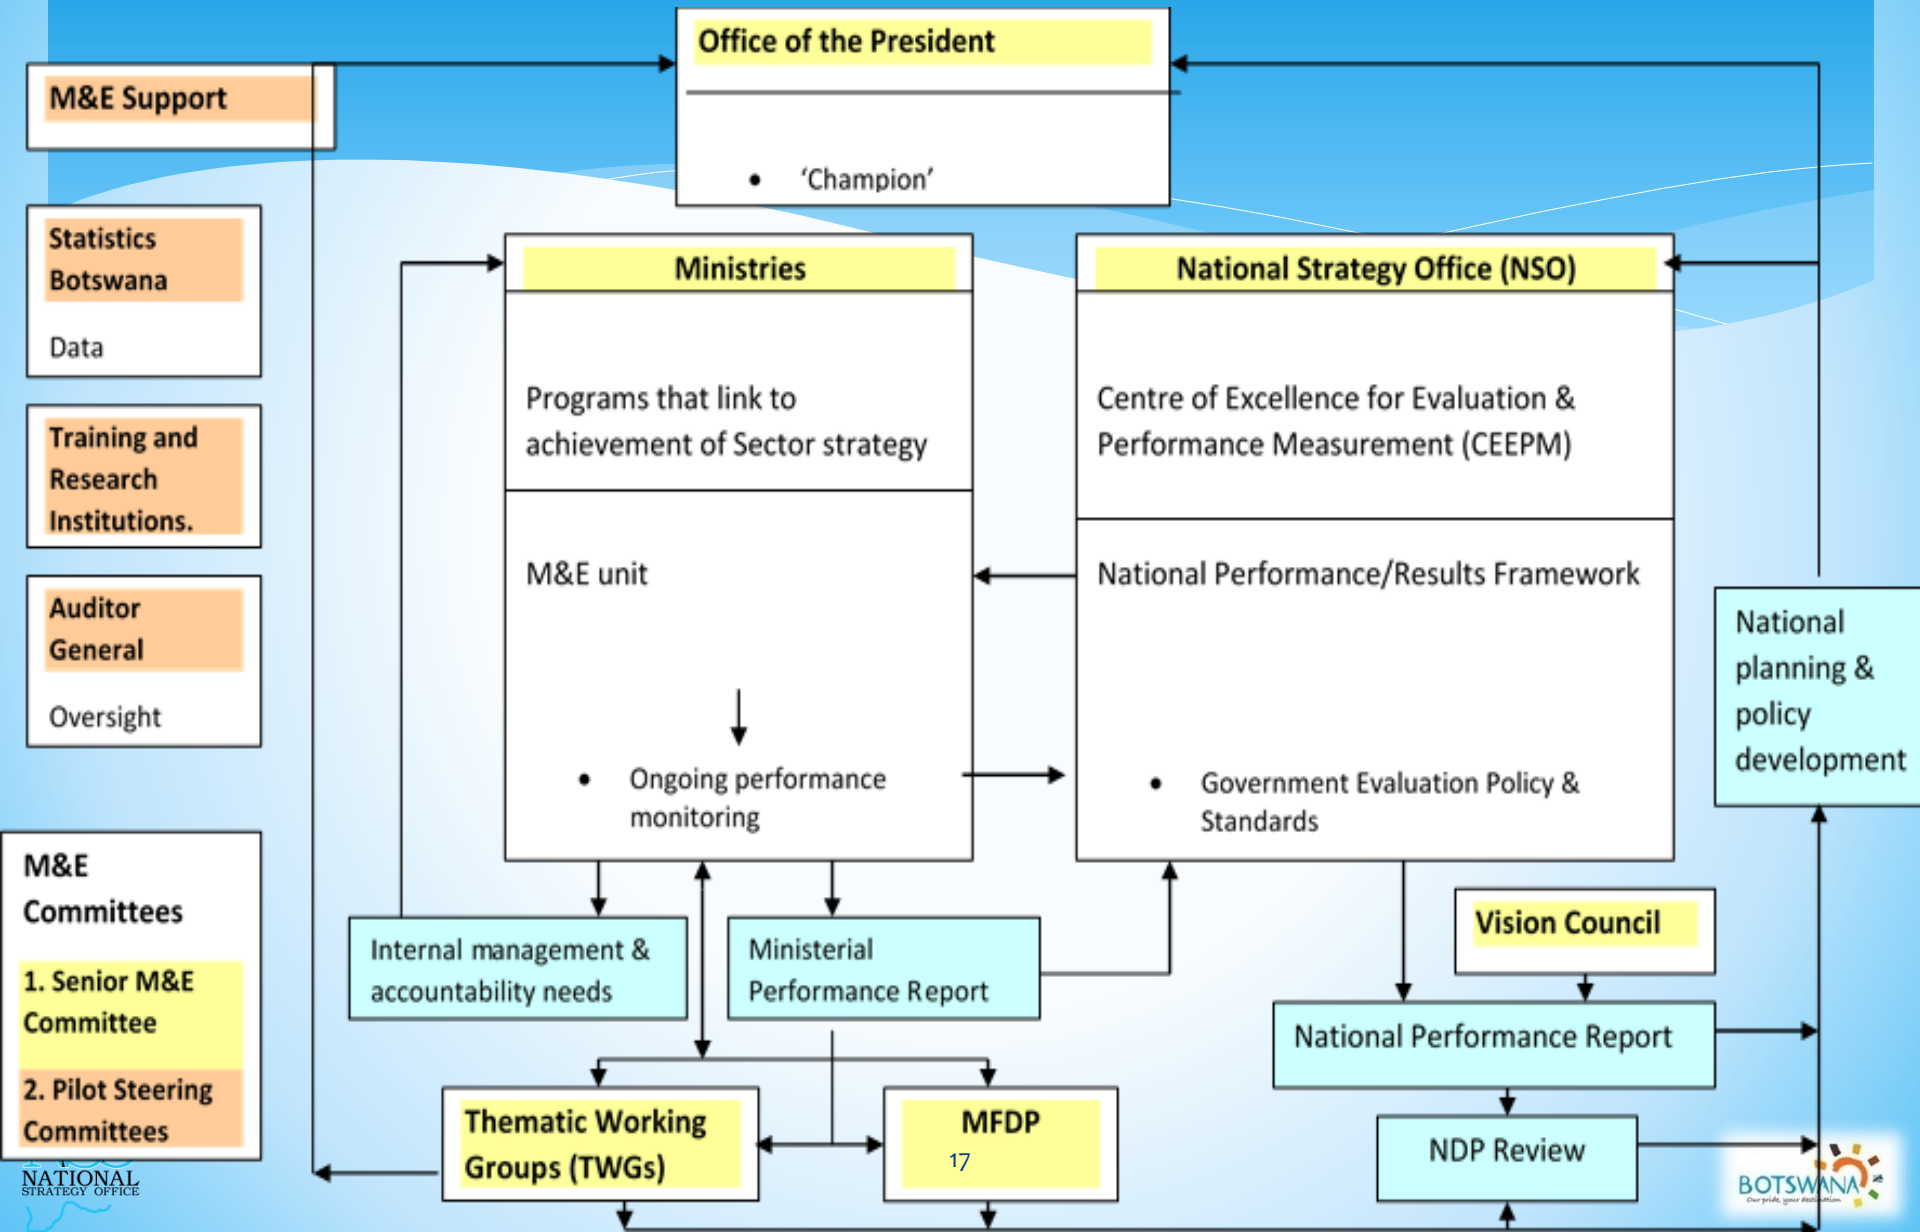 Office of the President
• ‘Champion’
M&E Support
Statistics
Botswana
Data
Training and
Research
Institutions.
Auditor
General
Oversight
M&E
Committees
1. Senior M&E
Committee
2. Pilot Steering
Committees
NATIONAL
STRATEGY OFFICE
Ministries
Programs that link to
achievement of Sector strategy
M&E unit
• Ongoing performance
monitoring
National Strategy Office (NSO)
Centre of Excellence for Evaluation &
Performance Measurement (CEEPM)
National Performance/Results Framework
• Government Evaluation Policy &
Standards
National
planning &
policy
development
Internal management &
accountability needs
Ministerial
Performance Report
Vision Council
National Performance Report
Thematic Working
Groups (TWGs)
MFDP
17
NDP Review
BOTSWANA
Our pride, your destination